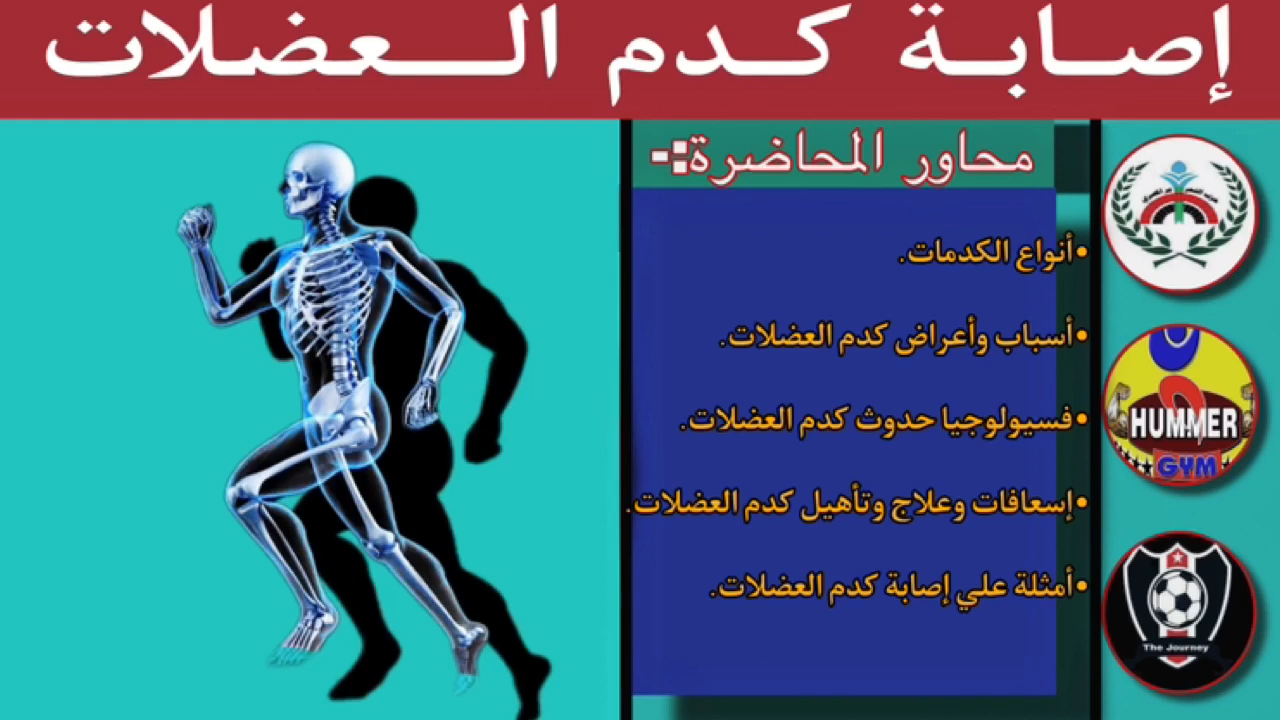 إصابة كدم العضلات
محاور المحاضرة:-
•أنواع الكدمات.
•أسباب وأعراض كدم العضلات.
•فسيولوجيا حدوث كدم العضلات.
•إسعافات وعلاج وتأهيل كدم العضلات.
•أمثلة علي إصابة كدم العضلات.
HUMMER
GYM
The Journey